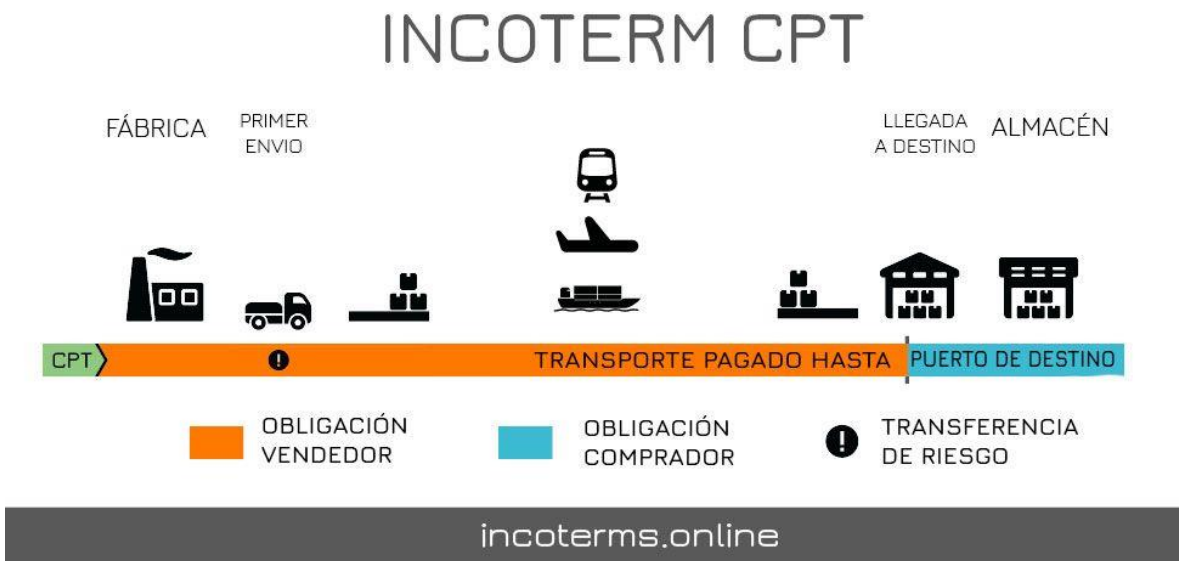 INCOTERM CPT
FÁBRICA
PRIMER
ENVIO
LLEGADA
A DESTINO
ALMACÉN
CPT
TRANSPORTE PAGADO HASTA
PUERTO DE DESTINO
OBLIGACIÓN
VENDEDOR
OBLIGACIÓN
COMPRADOR
TRANSFERENCIA
DE RIESGO
incoterms.online